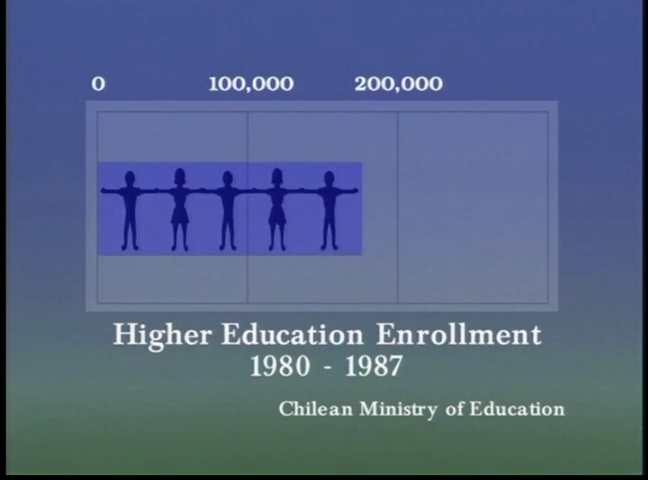 0 100,000 200,000
Higher Education Enrollment
1980 - 1987
Chilean Ministry of Education